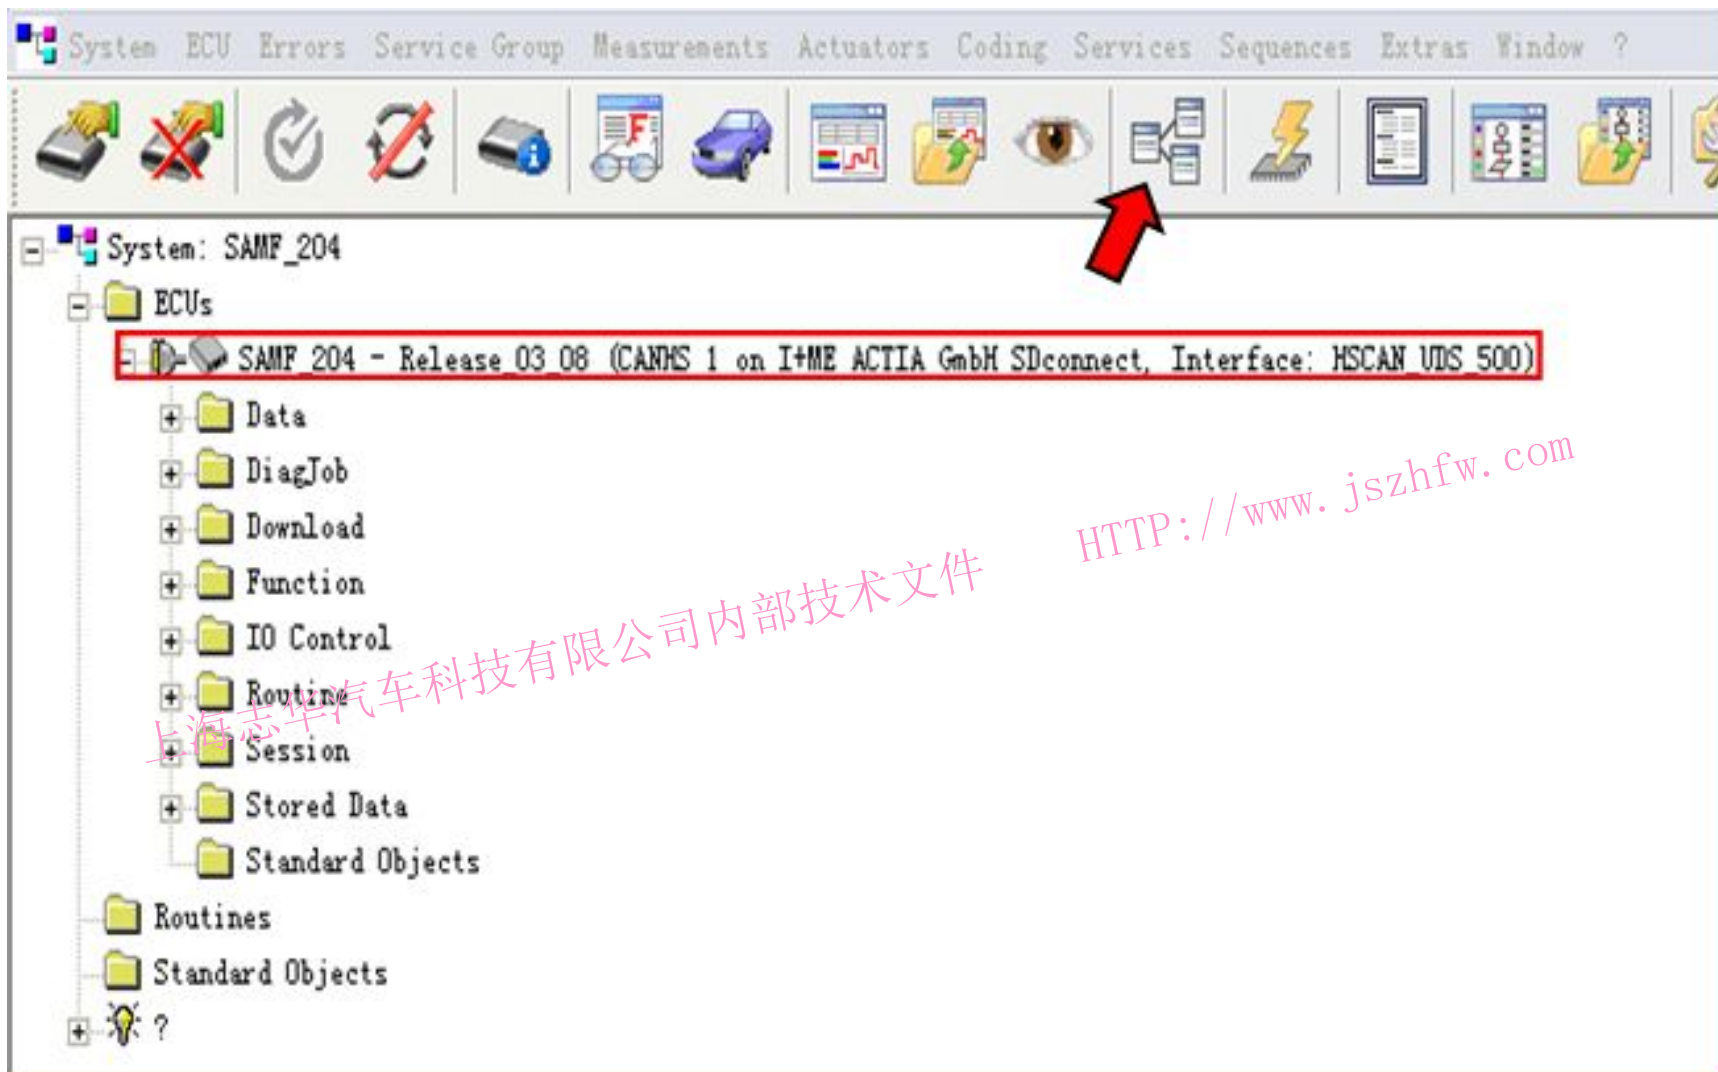 System ECU Errors Service Group Measurements Actuators Coding Services Sequences Extras Window ?
System: SAMF_204
ECUs
SAMF_204 - Release_03_08 (CANHS 1 on I+ME ACTIA GmbH SDconnect, Interface: HSCAN_UDS_500)
Data
DiagJob
Download
Function
IO Control
Routine
Session
Stored Data
Standard Objects
Routines
Standard Objects
?
上海志华汽车科技有限公司内部技术文件 HTTP://www.jszhfw.com